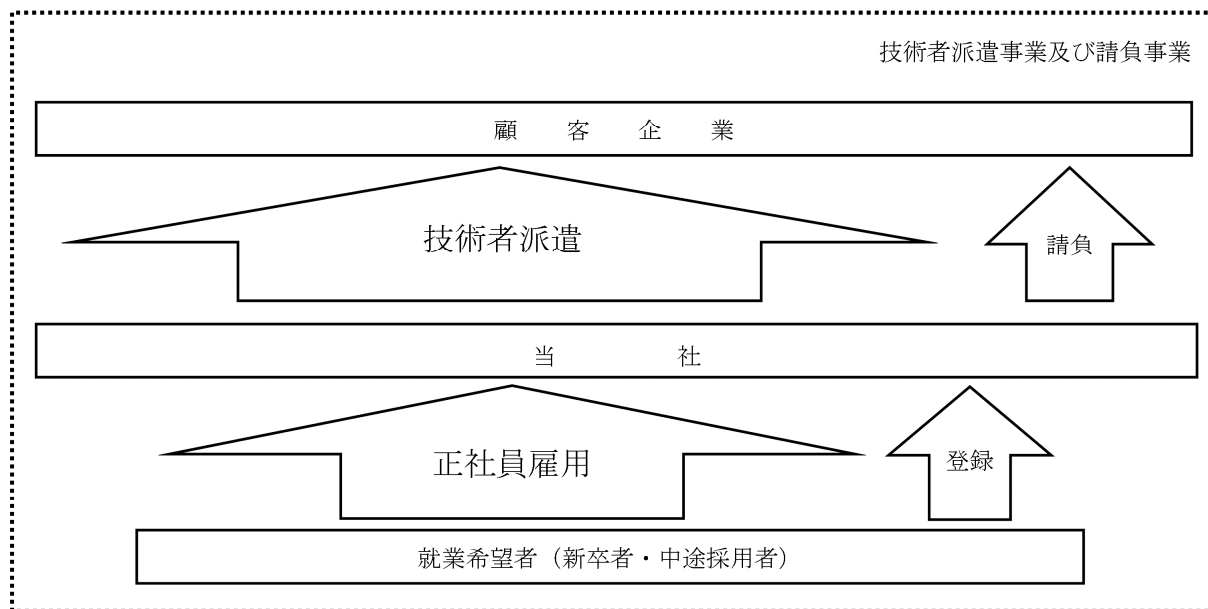 技術者派遣事業及び請負事業
顧客企業
技術者派遣
請負
当社
正社員雇用
登録
就業希望者（新卒者・中途採用者）